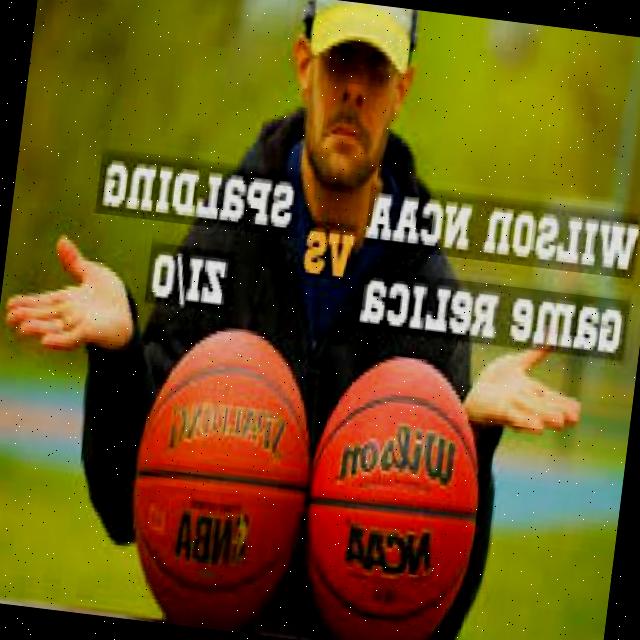 WILSON NCAA
GAME RELICA
VS
SPALDING
ZI/O
Wilson
NCAA
SPALDING
NBA